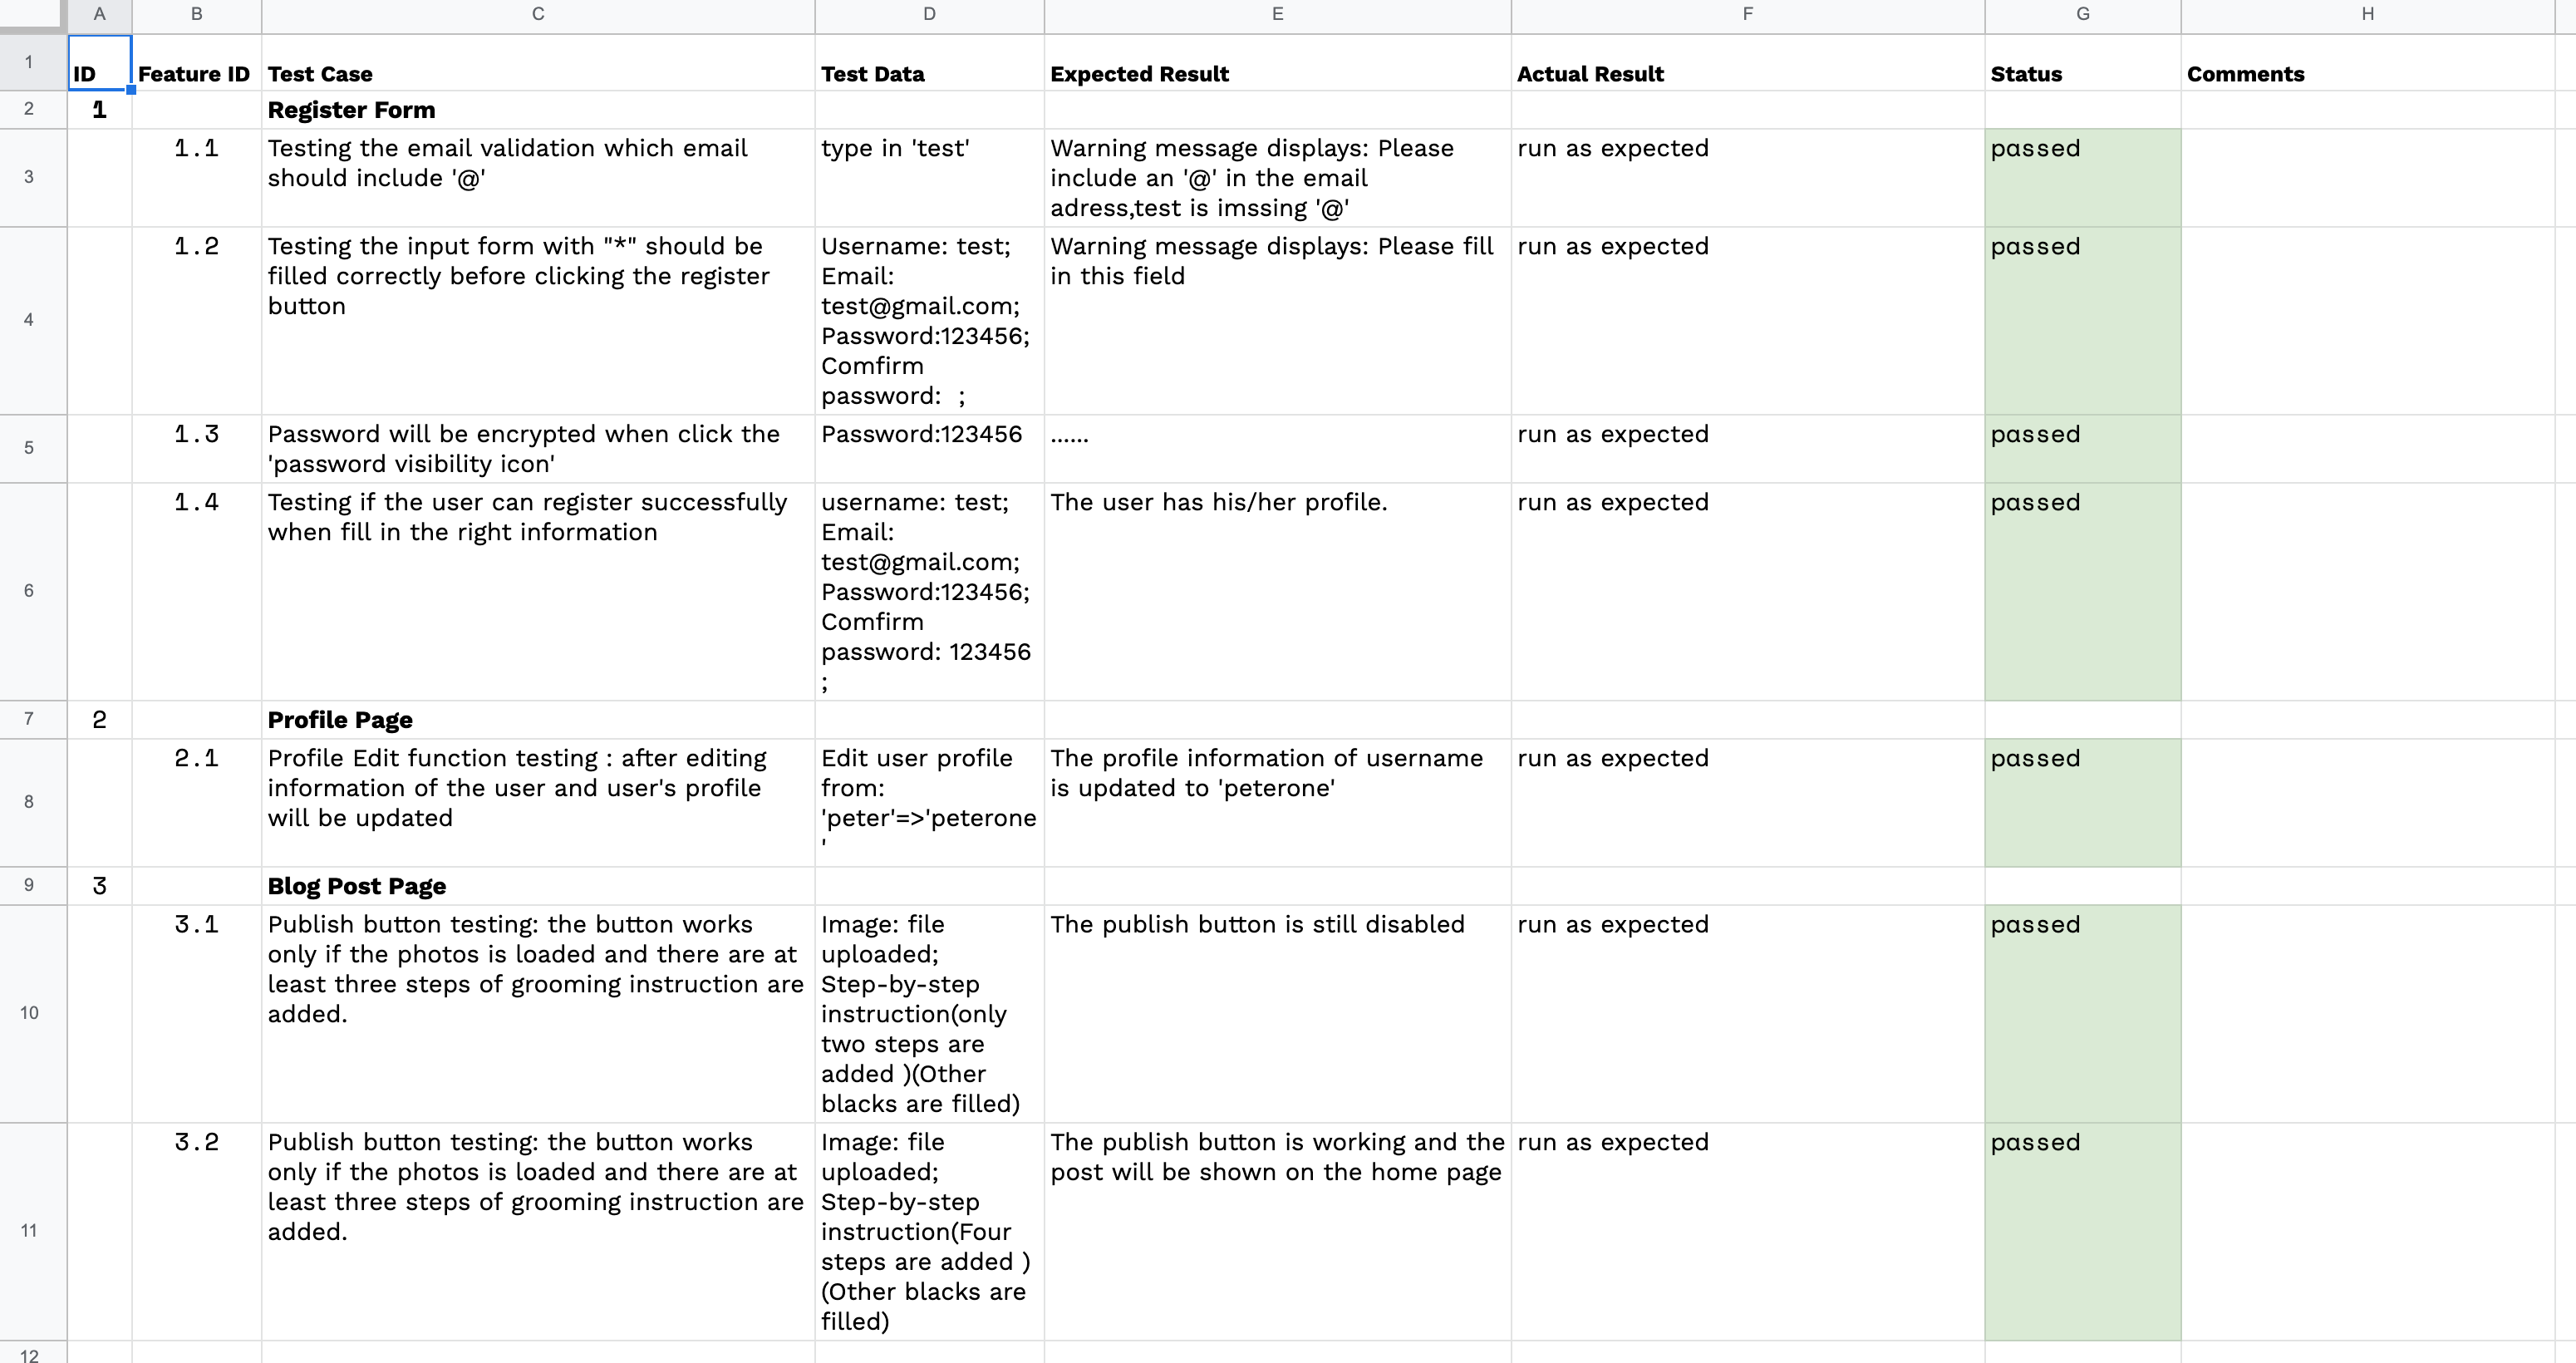 A B C D E F G H
1 ID Feature ID Test Case Test Data Expected Result Actual Result Status Comments
2 1 Register Form
3 1.1 Testing the email validation which email
should include '@'
type in 'test'
Warning message displays: Please
include an '@' in the email
adress,test is imssing '@'
run as expected
passed
4 1.2 Testing the input form with "*" should be
filled correctly before clicking the register
button
Username: test;
Email:
test@gmail.com;
Password:123456;
Comfirm
password:  ;
Warning message displays: Please fill
in this field
run as expected
passed
5 1.3 Password will be encrypted when click the
'password visibility icon'
Password:123456
......
run as expected
passed
6 1.4 Testing if the user can register successfully
when fill in the right information
username: test;
Email:
test@gmail.com;
Password:123456;
Comfirm
password: 123456
;
The user has his/her profile.
run as expected
passed
7 2 Profile Page
8 2.1 Profile Edit function testing : after editing
information of the user and user's profile
will be updated
Edit user profile
from:
'peter'=>'peterone
'
The profile information of username
is updated to 'peterone'
run as expected
passed
9 3 Blog Post Page
10 3.1 Publish button testing: the button works
only if the photos is loaded and there are at
least three steps of grooming instruction are
added.
Image: file
uploaded;
Step-by-step
instruction(only
two steps are
added )(Other
blacks are filled)
The publish button is still disabled
run as expected
passed
11 3.2 Publish button testing: the button works
only if the photos is loaded and there are at
least three steps of grooming instruction are
added.
Image: file
uploaded;
Step-by-step
instruction(Four
steps are added )
(Other blacks are
filled)
The publish button is working and the
post will be shown on the home page
run as expected
passed
12